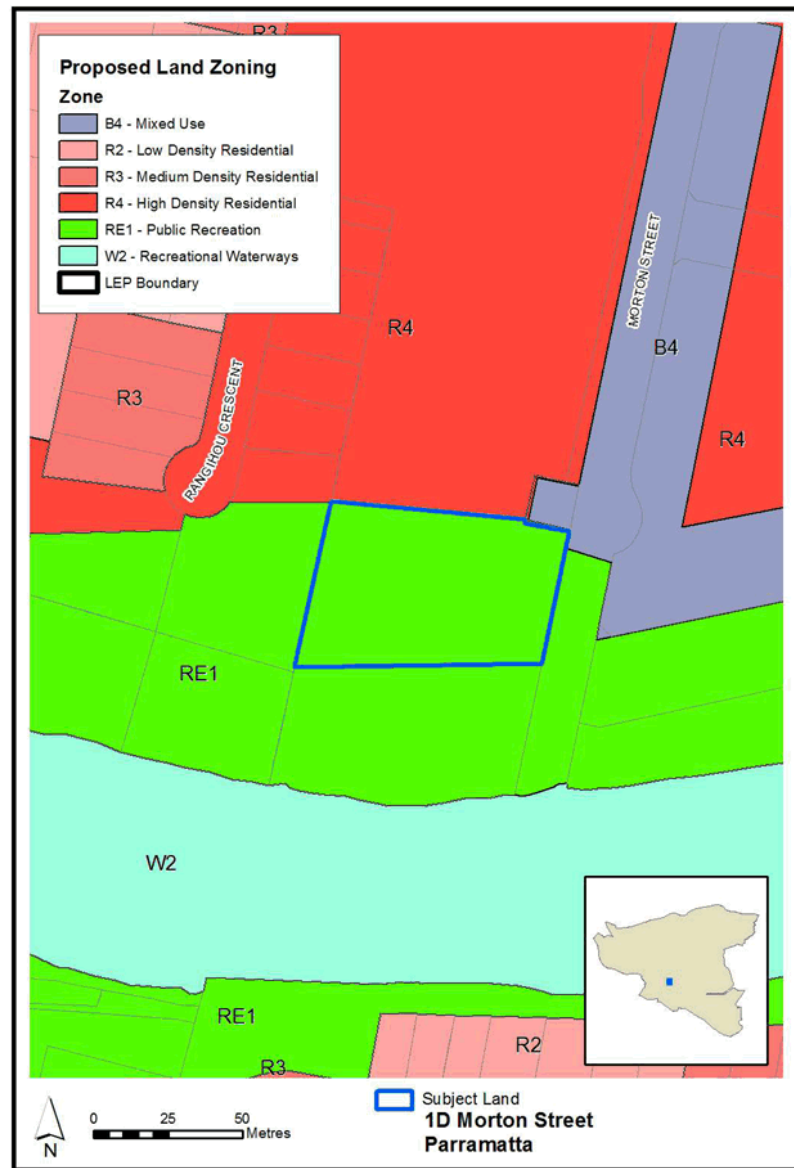 R3
Proposed Land Zoning
Zone
B4 - Mixed Use
R2 - Low Density Residential
R3 - Medium Density Residential
R4 - High Density Residential
RE1 - Public Recreation
W2 - Recreational Waterways
LEP Boundary
MORTON STREET
R4
B4
RANGIHOU CRESCENT
R3
R4
RE1
W2
RE1
R2
R3
Subject Land
1D Morton Street
Parramatta
0 25 50
Metres
N